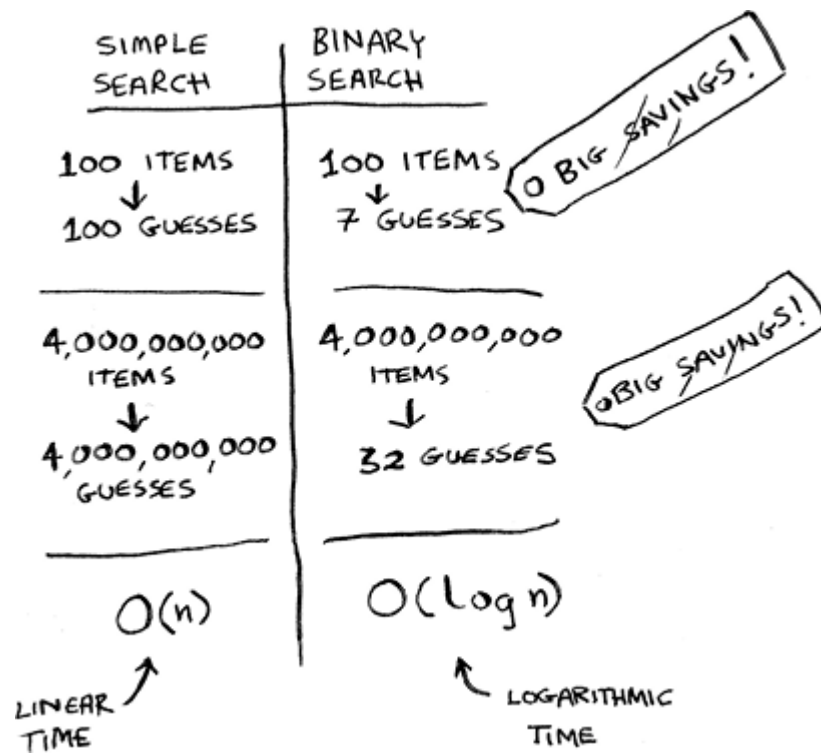 SIMPLE
SEARCH
BINARY
SEARCH
100 ITEMS
100 GUESSES
100 ITEMS
7 GUESSES
BIG SAVINGS!
4,000,000,000
ITEMS
4,000,000,000
GUESSES
4,000,000,000
ITEMS
32 GUESSES
BIG SAVINGS!
O(n)
O(log n)
LINEAR
TIME
LOGARITHMIC
TIME